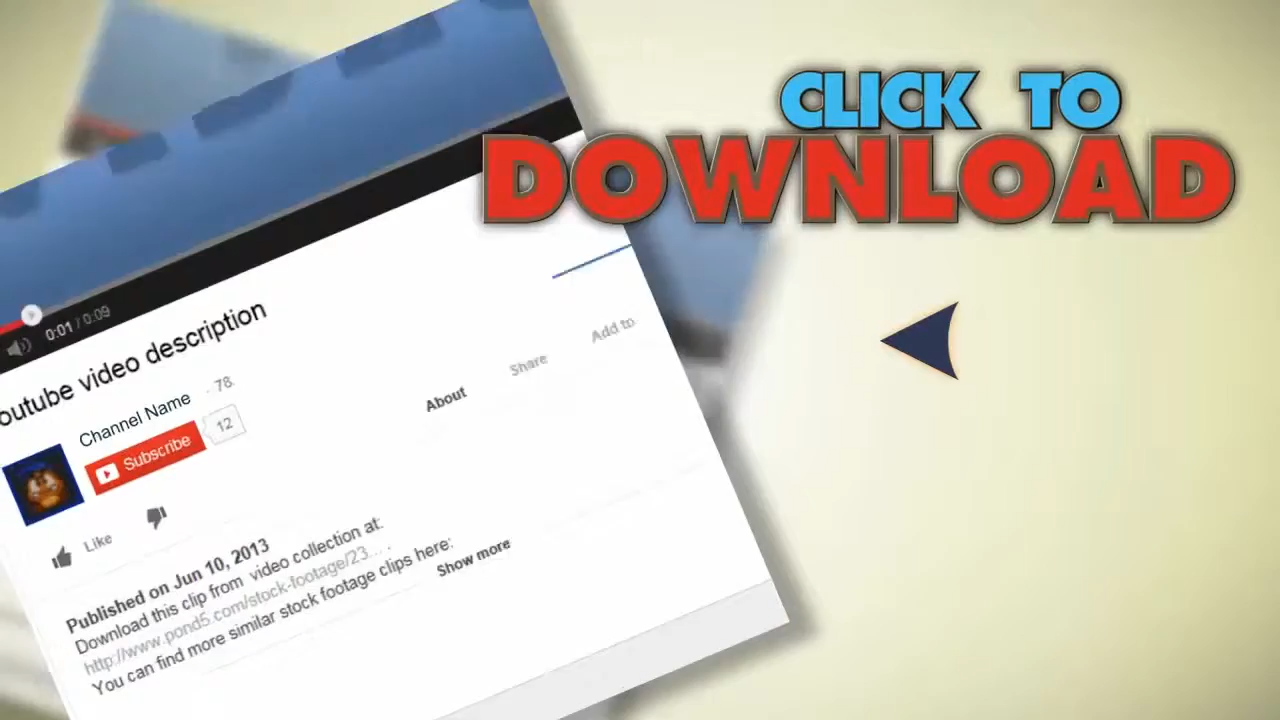 CLICK TO
DOWNLOAD
0:01 / 0:09
outube video description
Channel Name
78
Subscribe
12
About
Share
Add to
Like
Published on Jun 10, 2013
Download this clip from video collection at:
http://www.pond5.com/stock-footage/23... .
You can find more similar stock footage clips here:
Show more